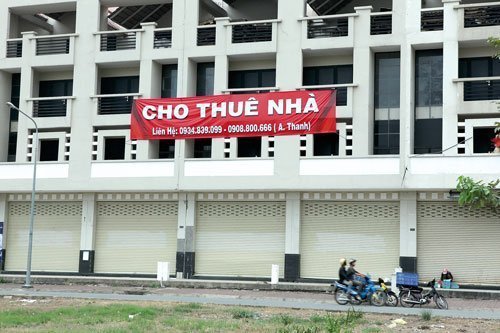 CHO THUÊ NHÀ
Liên Hệ: 0934.839.099 - 0908.800.666 ( A. Thanh)